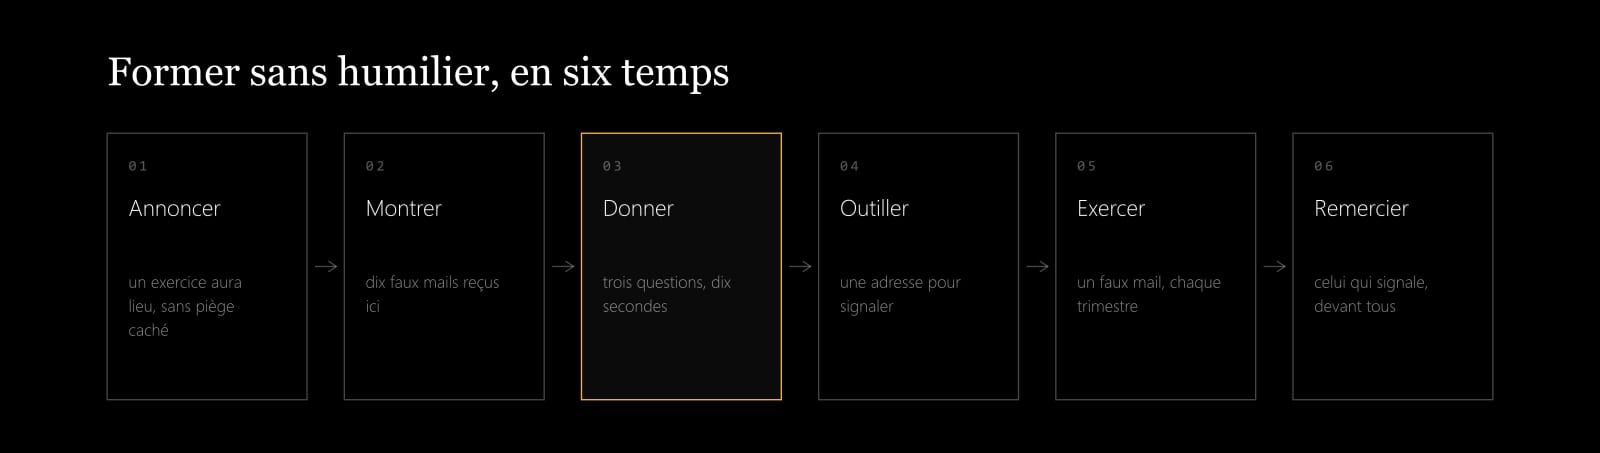 Former sans humilier, en six temps
01
Annoncer
un exercice aura
lieu, sans piège
caché
02
Montrer
dix faux mails reçus
ici
03
Donner
trois questions, dix
secondes
04
Outiller
une adresse pour
signaler
05
Exercer
un faux mail, chaque
trimestre
06
Remercier
celui qui signale,
devant tous